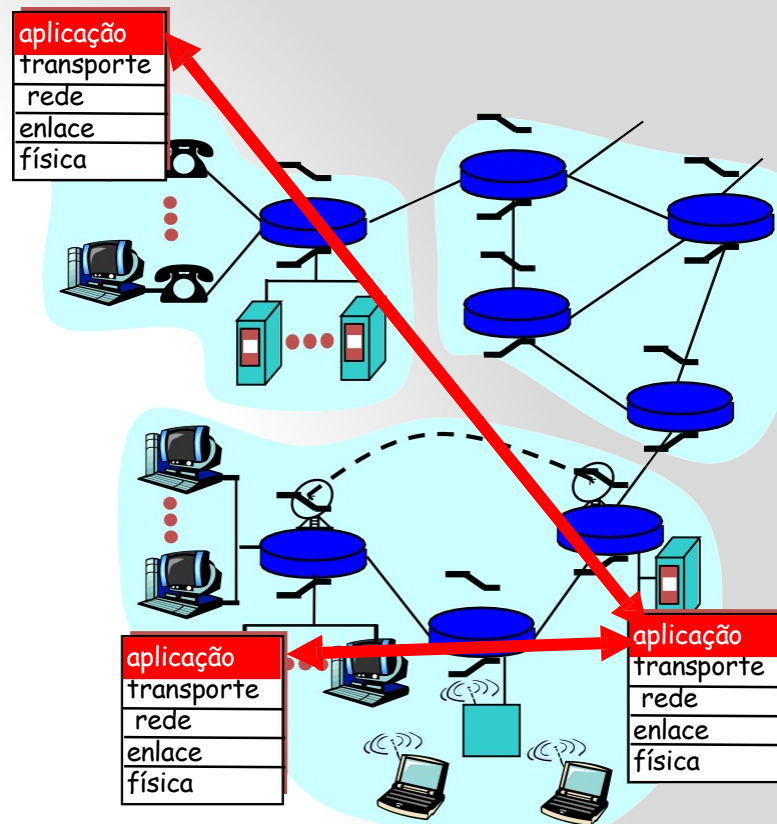 aplicação
transporte
rede
enlace
física
aplicação
transporte
rede
enlace
física
aplicação
transporte
rede
enlace
física